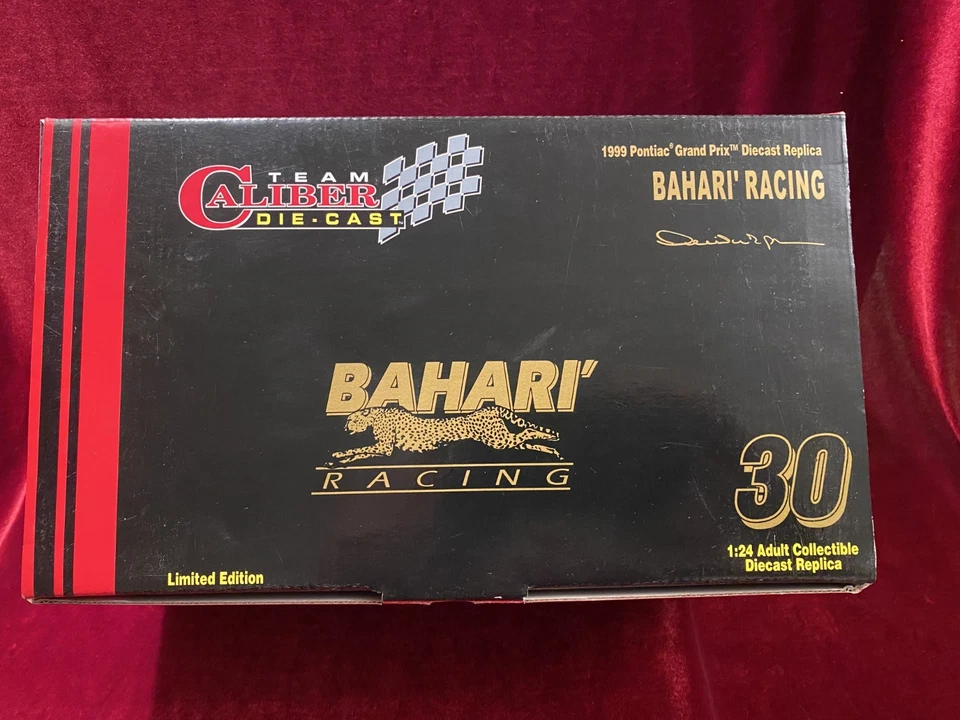 TEAM
CALIBER
DIE-CAST
1999 Pontiac® Grand Prix™ Diecast Replica
BAHARI' RACING
BAHARI'
RACING
30
1:24 Adult Collectible
Diecast Replica
Limited Edition